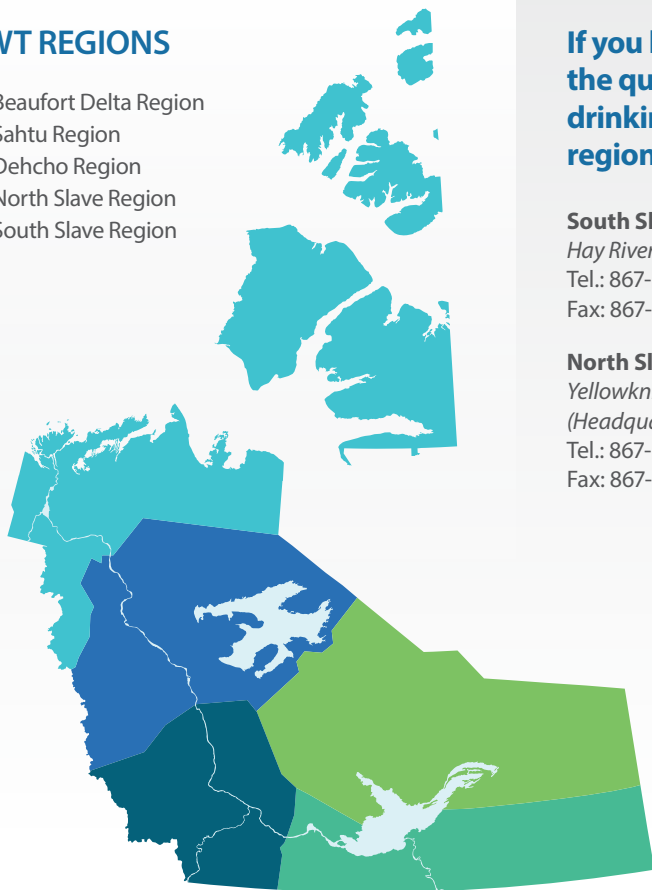 WT REGIONS
Beaufort Delta Region
Sahtu Region
Dehcho Region
North Slave Region
South Slave Region
If you
the qu
drinki
region
South Sl
Hay River
Tel.: 867-
Fax: 867-
North Sl
Yellowkn
(Headqua
Tel.: 867-
Fax: 867-